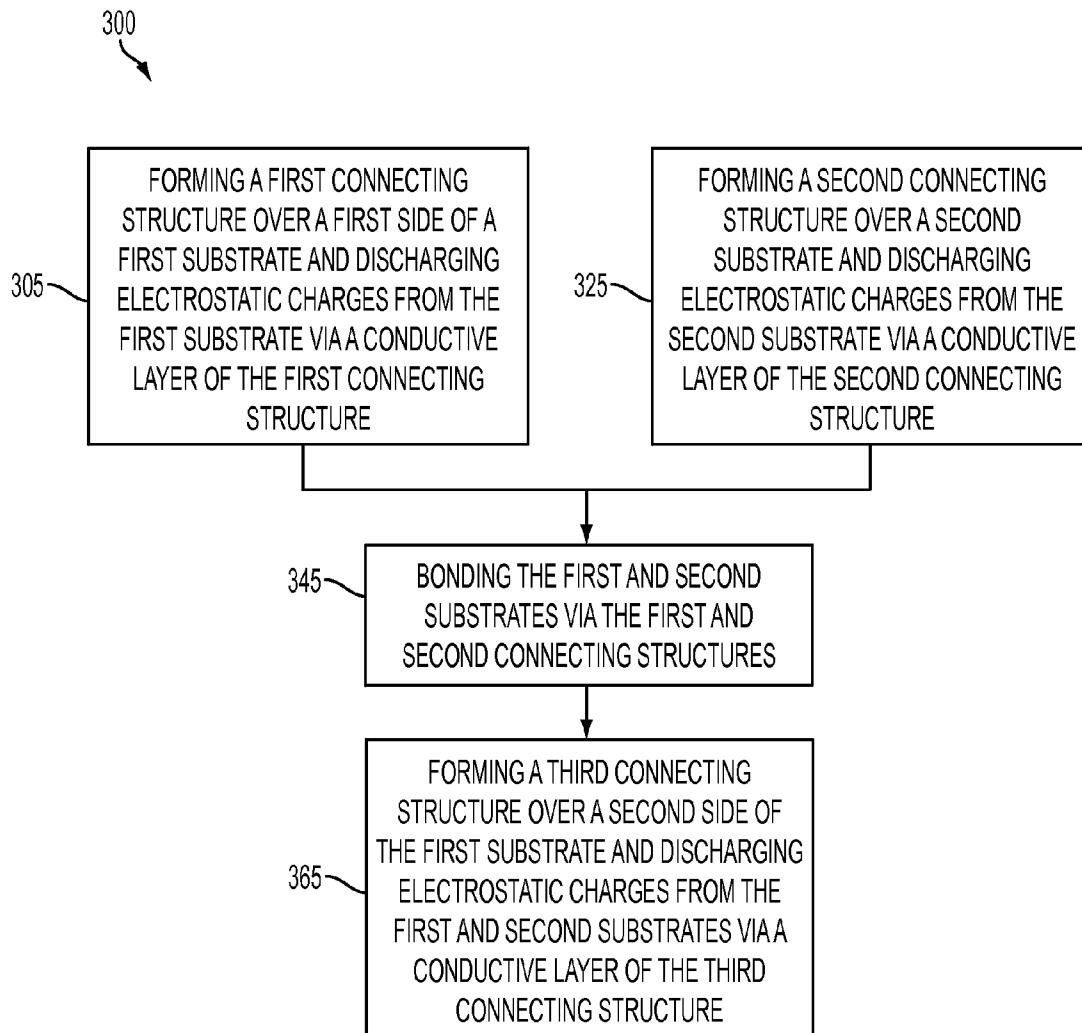 300
305
FORMING A FIRST CONNECTING
STRUCTURE OVER A FIRST SIDE OF A
FIRST SUBSTRATE AND DISCHARGING
ELECTROSTATIC CHARGES FROM THE
FIRST SUBSTRATE VIA A CONDUCTIVE
LAYER OF THE FIRST CONNECTING
STRUCTURE
325
FORMING A SECOND CONNECTING
STRUCTURE OVER A SECOND
SUBSTRATE AND DISCHARGING
ELECTROSTATIC CHARGES FROM THE
SECOND SUBSTRATE VIA A CONDUCTIVE
LAYER OF THE SECOND CONNECTING
STRUCTURE
345
BONDING THE FIRST AND SECOND
SUBSTRATES VIA THE FIRST AND
SECOND CONNECTING STRUCTURES
365
FORMING A THIRD CONNECTING
STRUCTURE OVER A SECOND SIDE OF
THE FIRST SUBSTRATE AND DISCHARGING
ELECTROSTATIC CHARGES FROM THE
FIRST AND SECOND SUBSTRATES VIA A
CONDUCTIVE LAYER OF THE THIRD
CONNECTING STRUCTURE